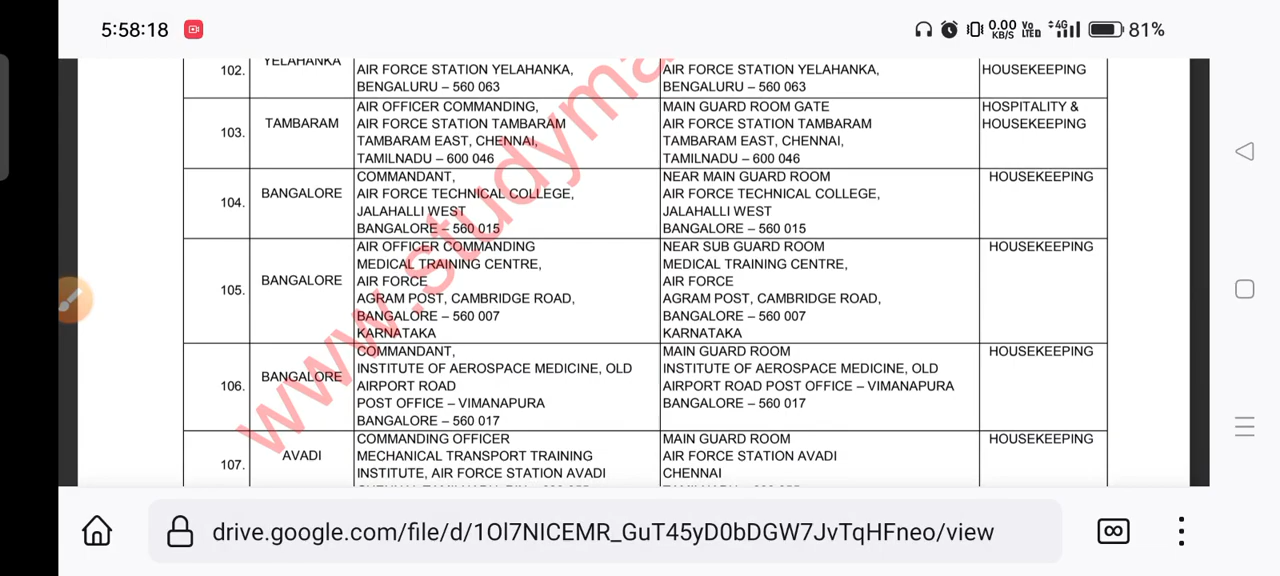 5:58:18
0.00 KB/S Vo LTED 4G 81%
102. YELAHANKA AIR FORCE STATION YELAHANKA, AIR FORCE STATION YELAHANKA, HOUSEKEEPING
BENGALURU – 560 063 BENGALURU – 560 063
AIR OFFICER COMMANDING, MAIN GUARD ROOM GATE HOSPITALITY &
103. TAMBARAM AIR FORCE STATION TAMBARAM AIR FORCE STATION TAMBARAM HOUSEKEEPING
TAMBARAM EAST, CHENNAI, TAMBARAM EAST, CHENNAI,
TAMILNADU – 600 046 TAMILNADU – 600 046
COMMANDANT, NEAR MAIN GUARD ROOM HOUSEKEEPING
104. BANGALORE AIR FORCE TECHNICAL COLLEGE, AIR FORCE TECHNICAL COLLEGE,
JALAHALLI WEST JALAHALLI WEST
BANGALORE – 560 015 BANGALORE – 560 015
AIR OFFICER COMMANDING NEAR SUB GUARD ROOM HOUSEKEEPING
MEDICAL TRAINING CENTRE, MEDICAL TRAINING CENTRE,
105. BANGALORE AIR FORCE AIR FORCE
AGRAM POST, CAMBRIDGE ROAD, AGRAM POST, CAMBRIDGE ROAD,
BANGALORE – 560 007 BANGALORE – 560 007
KARNATAKA KARNATAKA
COMMANDANT, MAIN GUARD ROOM HOUSEKEEPING
106. BANGALORE INSTITUTE OF AEROSPACE MEDICINE, OLD INSTITUTE OF AEROSPACE MEDICINE, OLD
AIRPORT ROAD AIRPORT ROAD POST OFFICE – VIMANAPURA
POST OFFICE – VIMANAPURA BANGALORE – 560 017
BANGALORE – 560 017
COMMANDING OFFICER MAIN GUARD ROOM HOUSEKEEPING
107. AVADI MECHANICAL TRANSPORT TRAINING AIR FORCE STATION AVADI
INSTITUTE, AIR FORCE STATION AVADI CHENNAI
www.studyma
drive.google.com/file/d/1Ol7NICEMR_GuT45yD0bDGW7JvTqHFneo/view